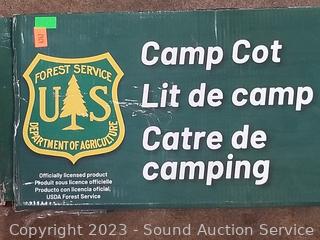 FOREST SERVICE
U S
DEPARTMENT OF AGRICULTURE
Camp Cot
Lit de camp
Catre de
camping
Officially licensed product
Produit sous licence officielle
Producto con licencia oficial,
USDA Forest Service
Copyright © 2023 - Sound Auction Service